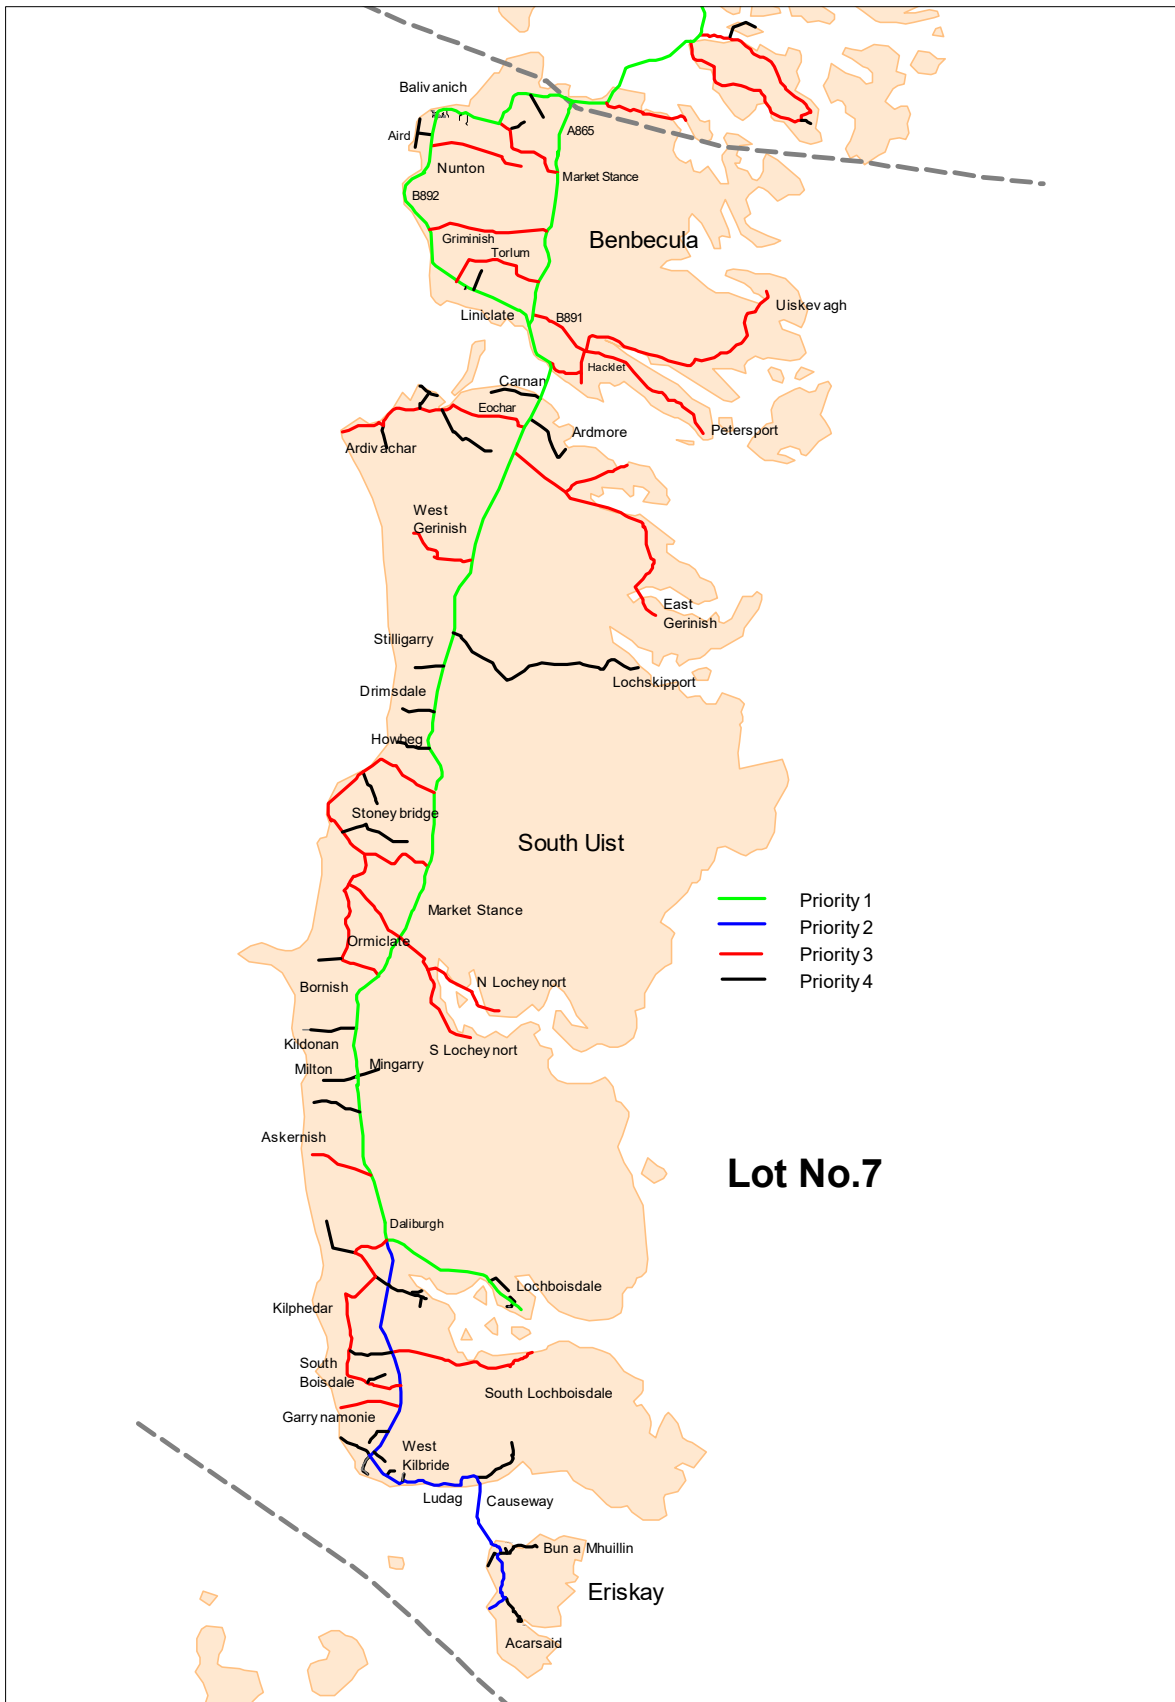 Balivanich
A865
Aird
Nunton
Market Stance
B892
Griminish
Benbecula
Torlum
Uiskevagh
Liniclate
B891
Hacklet
Carnan
Eochar
Ardmore
Petersport
Ardivachar
West
Gerinish
East
Gerinish
Stilligarry
Lochskipport
Drimsdale
Howbeg
Stoneybridge
South Uist
Priority 1
Market Stance
Priority 2
Ormiclate
Priority 3
Priority 4
Bornish
N Locheynort
Kildonan
S Locheynort
Milton
Mingarry
Askernish
Lot No.7
Daliburgh
Lochboisdale
Kilphedar
South
Boisdale
South Lochboisdale
Garrynamonie
West
Kilbride
Ludag
Causeway
Bun a Mhuillin
Eriskay
Acarsaid